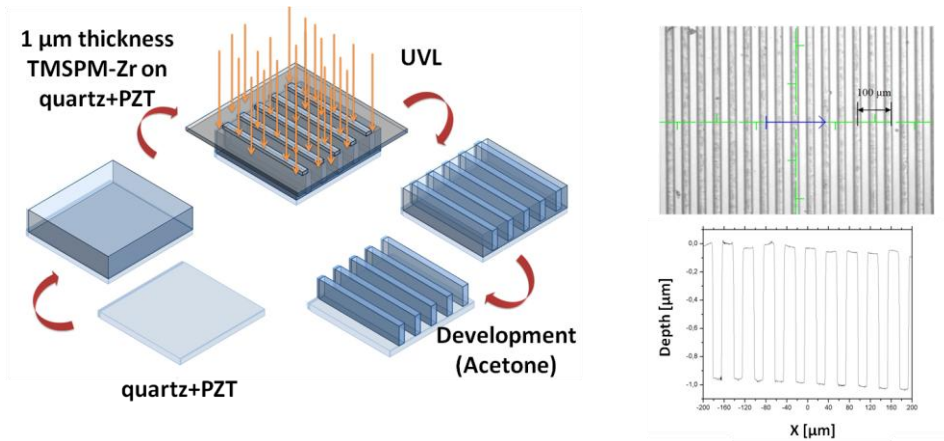 1 µm thickness
TMSPM-Zr on
quartz+PZT
UVL
Development
(Acetone)
quartz+PZT
100 µm
Depth [µm]
0,0
-0,2
-0,4
-0,6
-0,8
-1,0
-200 -160 -120 -80 -40 0 40 80 120 160 200
X [µm]